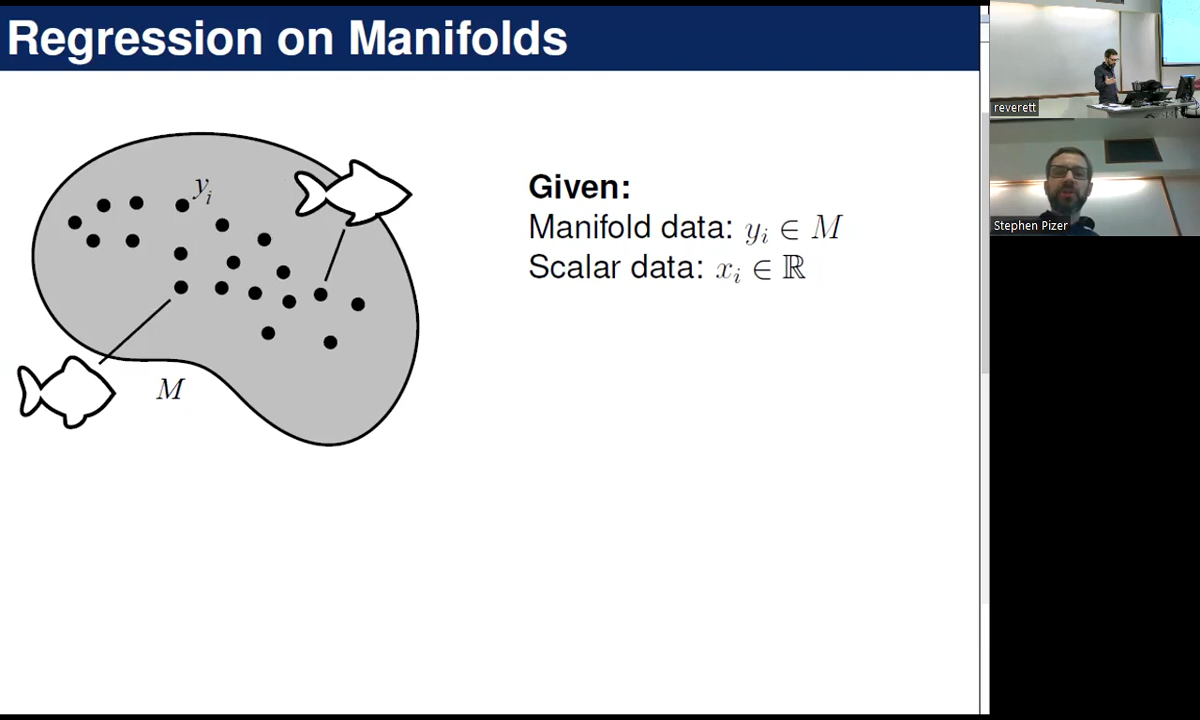 Regression on Manifolds
y_i
M
Given:
Manifold data: y_i ∈ M
Scalar data: x_i ∈ ℝ
reverett
Stephen Pizer